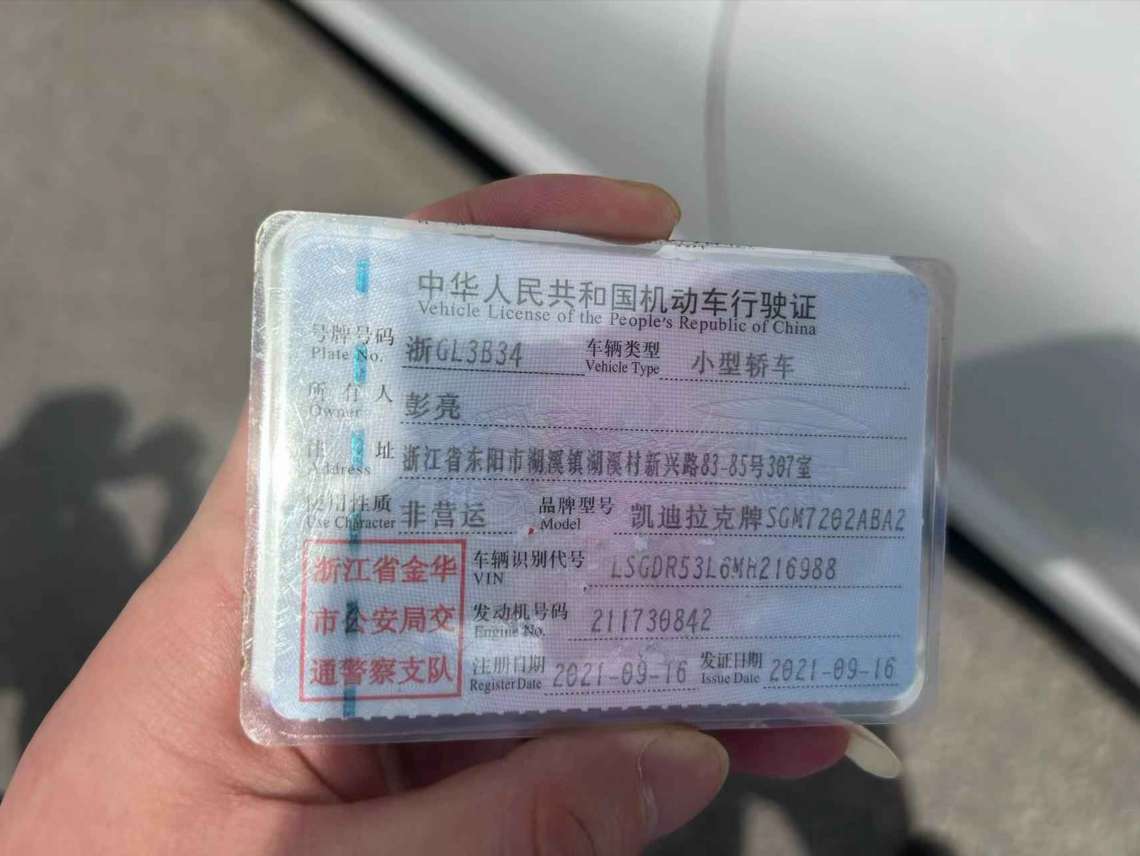 中华人民共和国机动车行驶证
Vehicle License of the People's Republic of China
号牌号码 浙GL3B34 车辆类型 小型轿车
Plate No. Vehicle Type
所有人 彭亮
Owner
住址 浙江省东阳市湖溪镇湖溪村新兴路83-85号307室
Address
使用性质 非营运 品牌型号 凯迪拉克牌SGM7202ABA2
Use Character Model
浙江省金华 车辆识别代号 LSGDR53L6MH216988
VIN
市公安局交 发动机号码 211730842
Engine No.
通警察支队 注册日期 2021-09-16 发证日期 2021-09-16
Register Date Issue Date